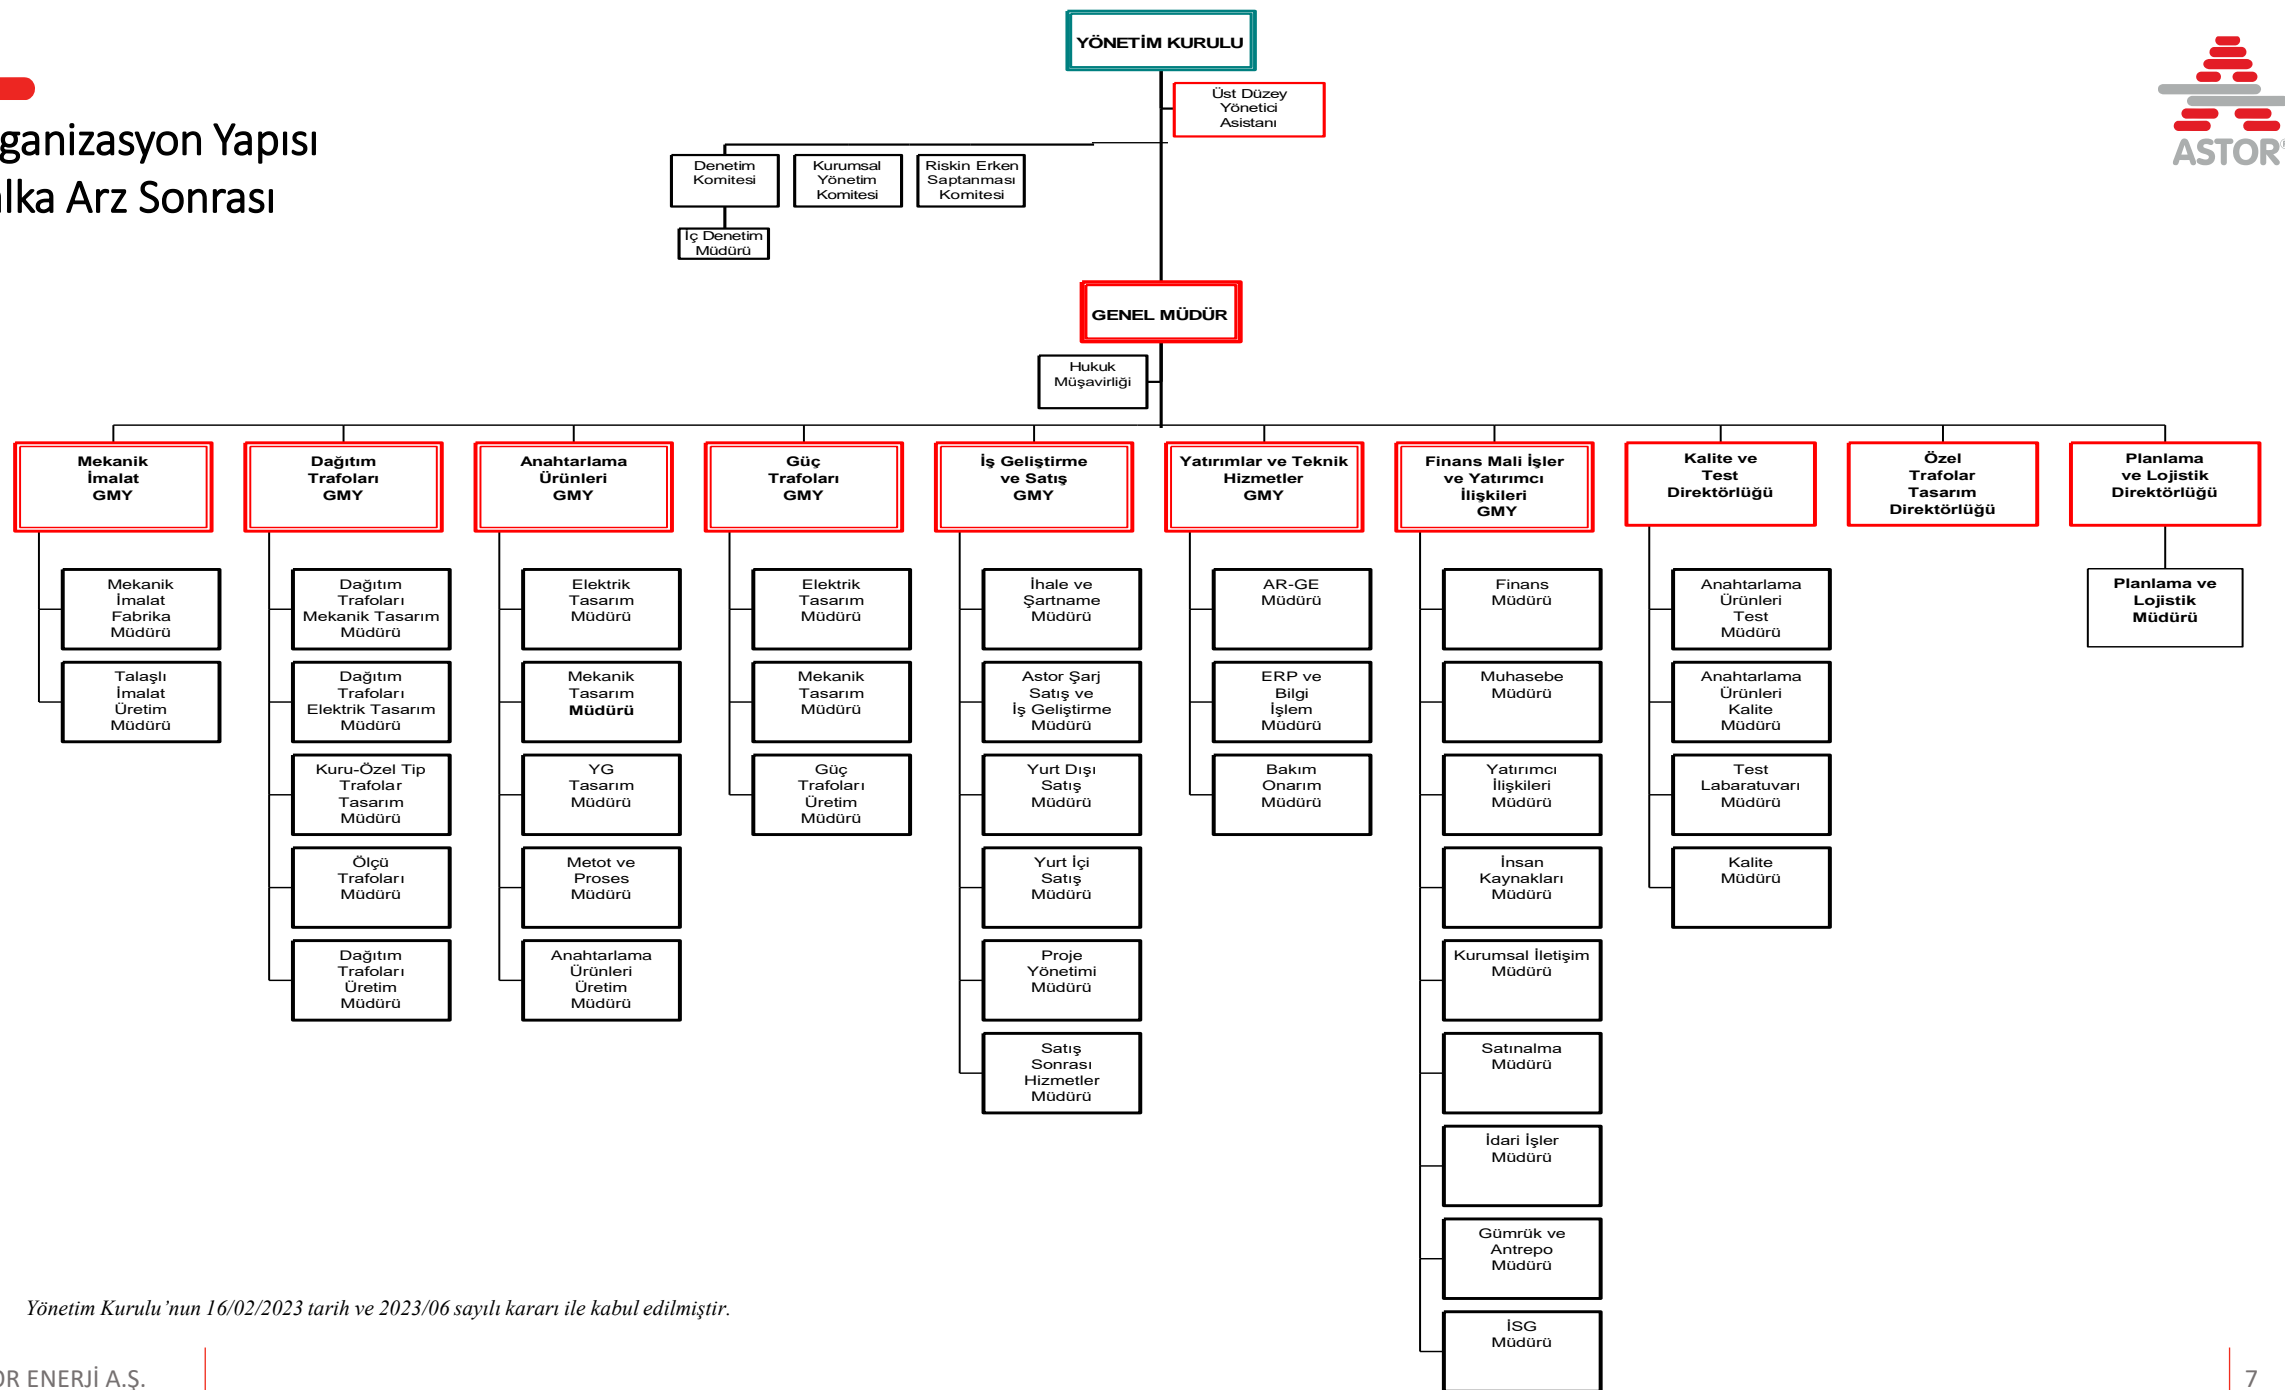 YÖNETİM KURULU
Üst Düzey
Yönetici
Asistanı
ganizasyon Yapısı
lka Arz Sonrası
ASTOR®
Denetim
Komitesi
Kurumsal
Yönetim
Komitesi
Riskin Erken
Saptanması
Komitesi
İç Denetim
Müdürü
GENEL MÜDÜR
Hukuk
Müşavirliği
Mekanik
İmalat
GMY
Dağıtım
Trafoları
GMY
Anahtarlama
Ürünleri
GMY
Güç
Trafoları
GMY
İş Geliştirme
ve Satış
GMY
Yatırımlar ve Teknik
Hizmetler
GMY
Finans Mali İşler
ve Yatırımcı
İlişkileri
GMY
Kalite ve
Test
Direktörlüğü
Özel
Trafolar
Tasarım
Direktörlüğü
Planlama
ve Lojistik
Direktörlüğü
Mekanik
İmalat
Fabrika
Müdürü
Talaşlı
İmalat
Üretim
Müdürü
Dağıtım
Trafoları
Mekanik Tasarım
Müdürü
Dağıtım
Trafoları
Elektrik Tasarım
Müdürü
Kuru-Özel Tip
Trafolar
Tasarım
Müdürü
Ölçü
Trafoları
Müdürü
Dağıtım
Trafoları
Üretim
Müdürü
Elektrik
Tasarım
Müdürü
Mekanik
Tasarım
Müdürü
YG
Tasarım
Müdürü
Metot ve
Proses
Müdürü
Anahtarlama
Ürünleri
Üretim
Müdürü
Elektrik
Tasarım
Müdürü
Mekanik
Tasarım
Müdürü
Güç
Trafoları
Üretim
Müdürü
İhale ve
Şartname
Müdürü
Astor Şarj
Satış ve
İş Geliştirme
Müdürü
Yurt Dışı
Satış
Müdürü
Yurt İçi
Satış
Müdürü
Proje
Yönetimi
Müdürü
Satış
Sonrası
Hizmetler
Müdürü
AR-GE
Müdürü
ERP ve
Bilgi
İşlem
Müdürü
Bakım
Onarım
Müdürü
Finans
Müdürü
Muhasebe
Müdürü
Yatırımcı
İlişkileri
Müdürü
İnsan
Kaynakları
Müdürü
Kurumsal İletişim
Müdürü
Satınalma
Müdürü
İdari İşler
Müdürü
Gümrük ve
Antrepo
Müdürü
İSG
Müdürü
Anahtarlama
Ürünleri
Test
Müdürü
Anahtarlama
Ürünleri
Kalite
Müdürü
Test
Labaratuvarı
Müdürü
Kalite
Müdürü
Planlama ve
Lojistik
Müdürü
Yönetim Kurulu’nun 16/02/2023 tarih ve 2023/06 sayılı kararı ile kabul edilmiştir.
OR ENERJİ A.Ş.
7